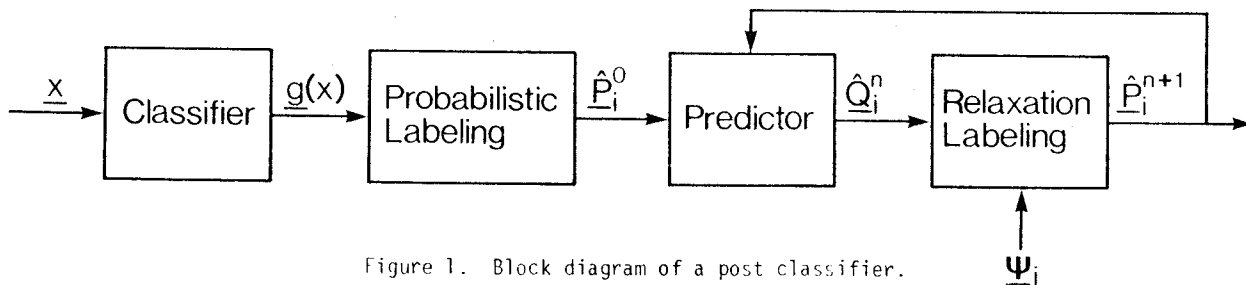 x
Classifier
g(x)
Probabilistic
Labeling
P̂ᵢ⁰
Predictor
Q̂ᵢⁿ
Relaxation
Labeling
P̂ᵢⁿ⁺¹
Ψᵢ
Figure 1. Block diagram of a post classifier.